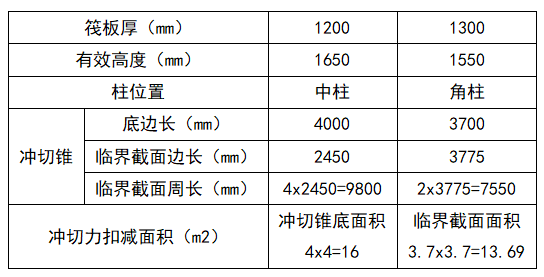 筏板厚（mm） 1200 1300
有效高度（mm） 1650 1550
柱位置 中柱 角柱
冲切锥 底边长（mm） 4000 3700
临界截面边长（mm） 2450 3775
临界截面周长（mm） 4x2450=9800 2x3775=7550
冲切力扣减面积（m2） 冲切锥底面积 临界截面面积
4x4=16 3.7x3.7=13.69